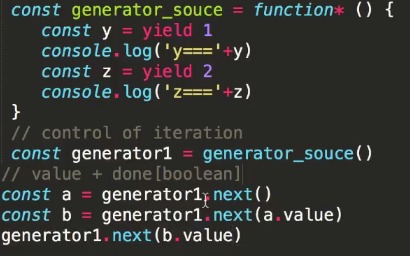 const generator_souce = function* () {
const y = yield 1
console.log('y==='+y)
const z = yield 2
console.log('z==='+z)
}
// control of iteration
const generator1 = generator_souce()
// value + done[boolean]
const a = generator1.next()
const b = generator1.next(a.value)
generator1.next(b.value)